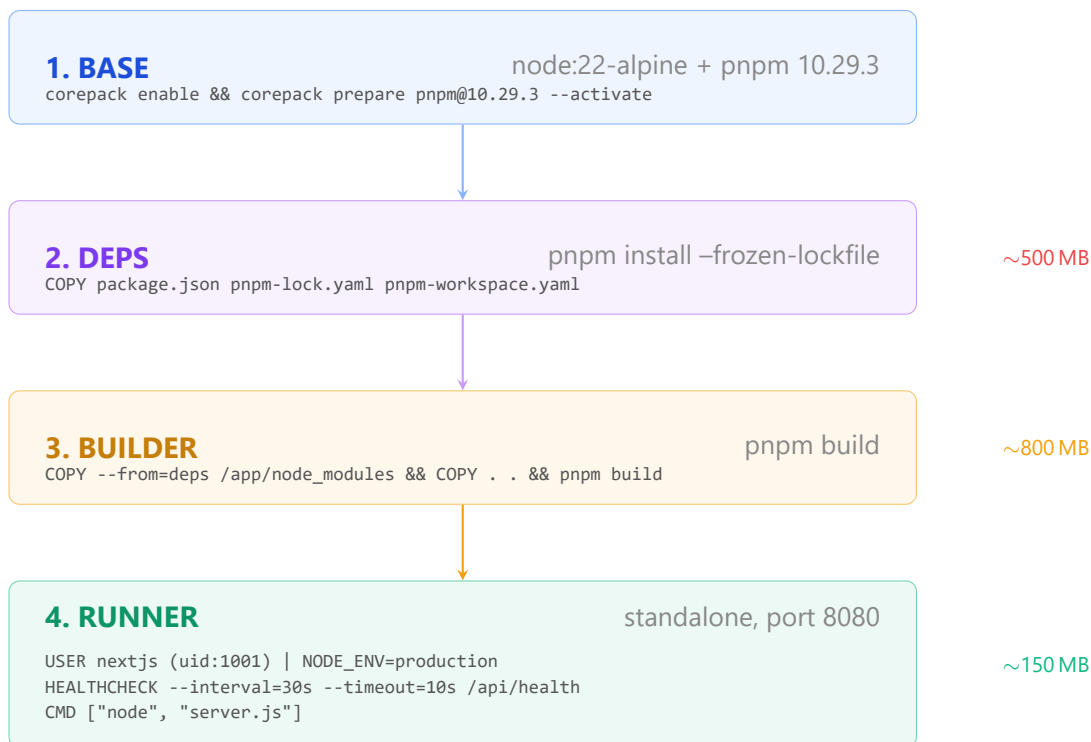 1. BASE node:22-alpine + pnpm 10.29.3
corepack enable && corepack prepare pnpm@10.29.3 --activate
2. DEPS pnpm install –frozen-lockfile ~500 MB
COPY package.json pnpm-lock.yaml pnpm-workspace.yaml
3. BUILDER pnpm build ~800 MB
COPY --from=deps /app/node_modules && COPY . . && pnpm build
4. RUNNER standalone, port 8080
USER nextjs (uid:1001) | NODE_ENV=production ~150 MB
HEALTHCHECK --interval=30s --timeout=10s /api/health
CMD ["node", "server.js"]